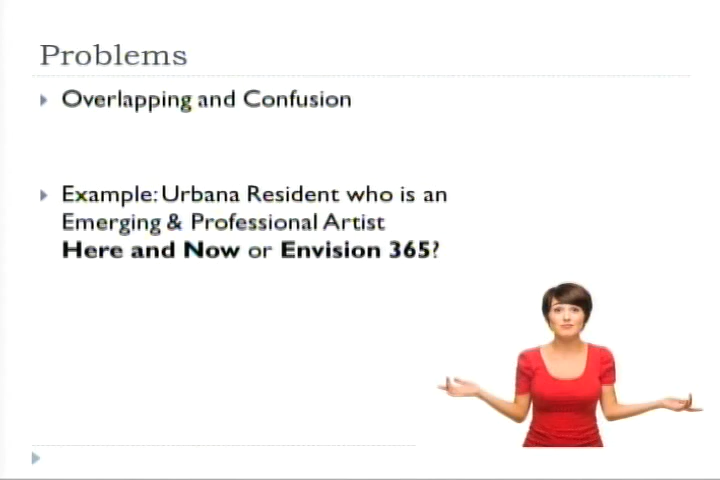 Problems
Overlapping and Confusion
Example: Urbana Resident who is an
Emerging & Professional Artist
Here and Now or Envision 365?